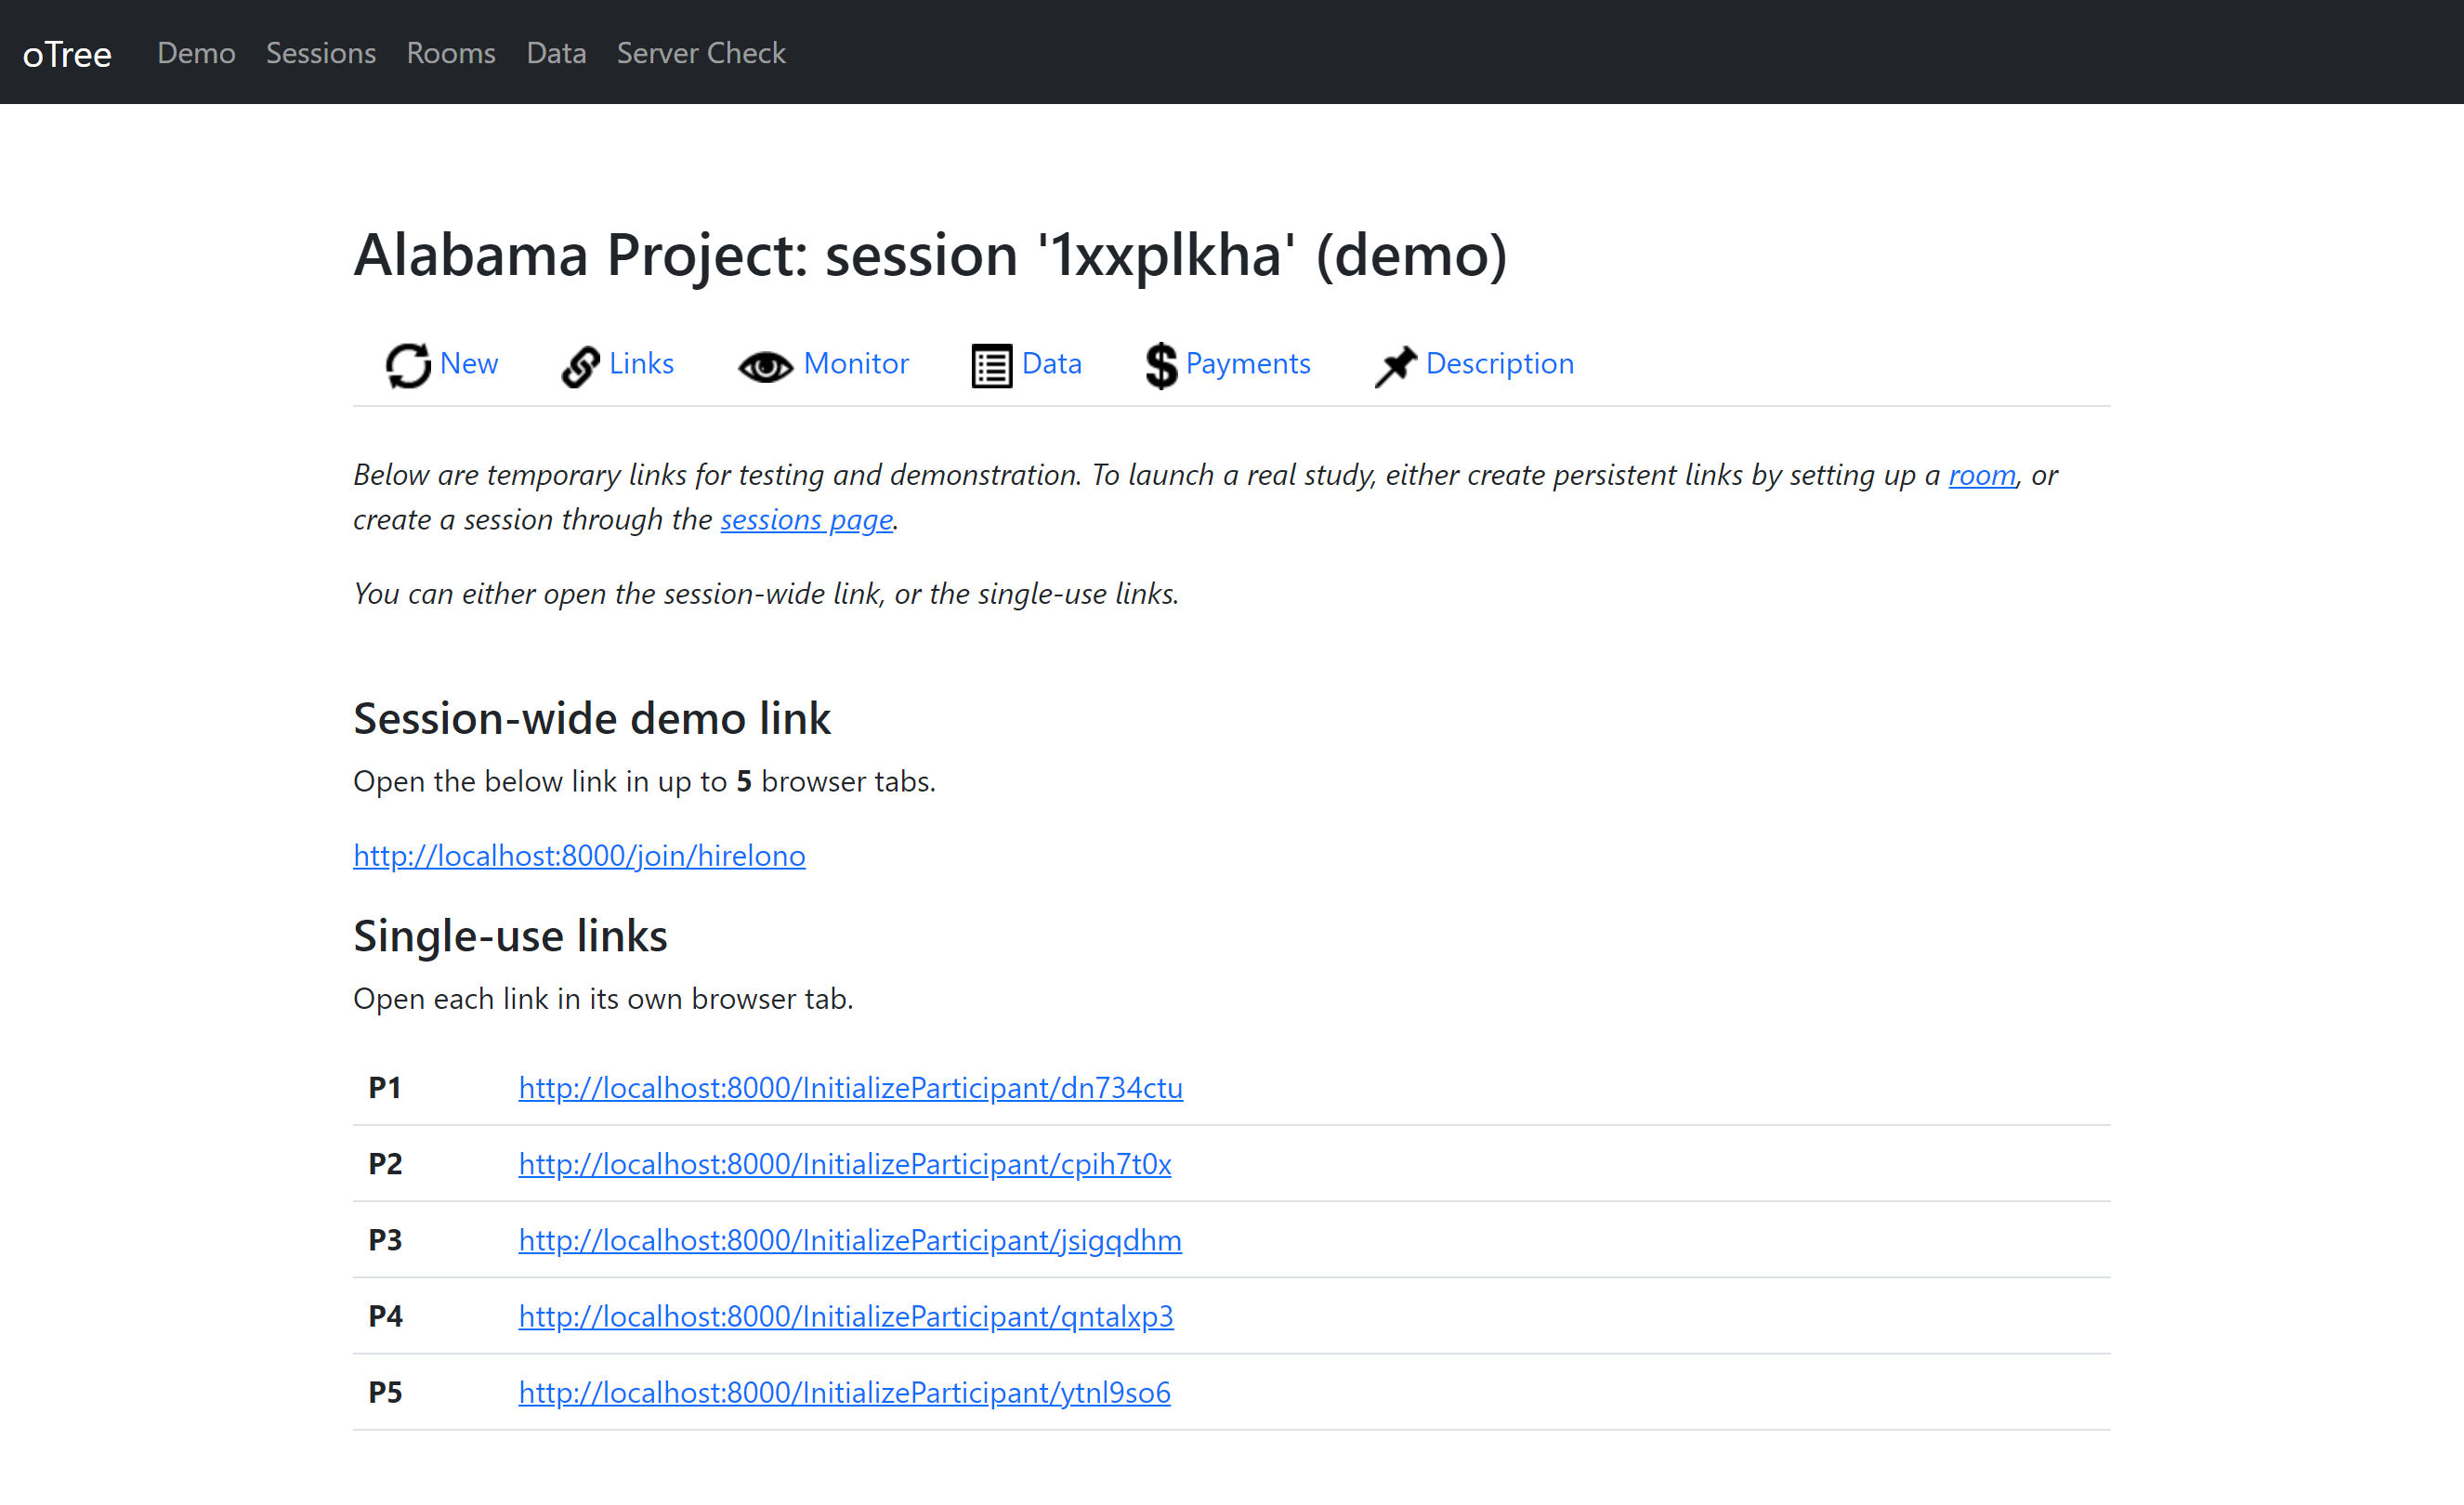 oTree Demo Sessions Rooms Data Server Check
Alabama Project: session '1xxplkha' (demo)
New Links Monitor Data Payments Description
Below are temporary links for testing and demonstration. To launch a real study, either create persistent links by setting up a room, or
create a session through the sessions page.
You can either open the session-wide link, or the single-use links.
Session-wide demo link
Open the below link in up to 5 browser tabs.
http://localhost:8000/join/hirelono
Single-use links
Open each link in its own browser tab.
P1 http://localhost:8000/InitializeParticipant/dn734ctu
P2 http://localhost:8000/InitializeParticipant/cpih7t0x
P3 http://localhost:8000/InitializeParticipant/jsigqdhm
P4 http://localhost:8000/InitializeParticipant/qntalxp3
P5 http://localhost:8000/InitializeParticipant/ytnl9so6